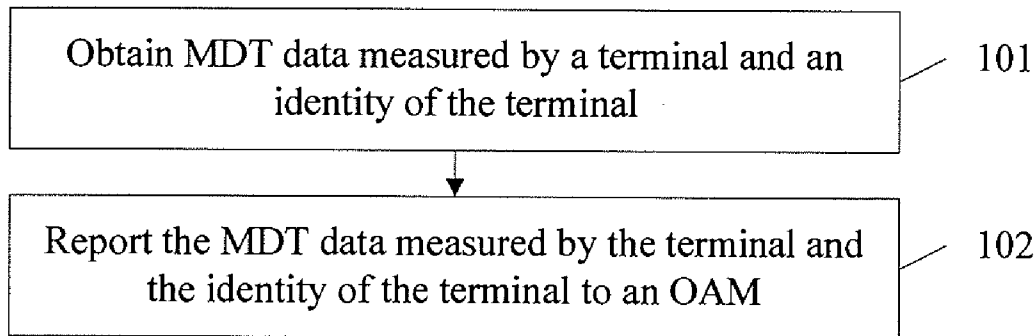 Obtain MDT data measured by a terminal and an
identity of the terminal
101
Report the MDT data measured by the terminal and
the identity of the terminal to an OAM
102